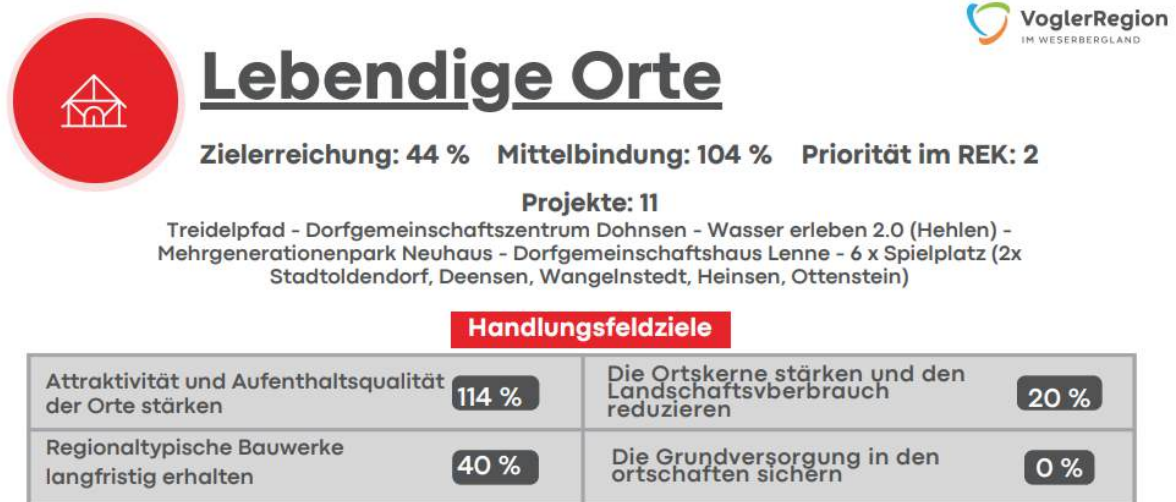 VoglerRegion
IM WESERBERGLAND
Lebendige Orte
Zielerreichung: 44 % Mittelbindung: 104 % Priorität im REK: 2
Projekte: 11
Treidelpfad - Dorfgemeinschaftszentrum Dohnsen - Wasser erleben 2.0 (Hehlen) -
Mehrgenerationenpark Neuhaus - Dorfgemeinschaftshaus Lenne - 6 x Spielplatz (2x
Stadtoldendorf, Deensen, Wangelnstedt, Heinsen, Ottenstein)
Handlungsfeldziele
Attraktivität und Aufenthaltsqualität
der Orte stärken
114 %
Die Ortskerne stärken und den
Landschaftsvberbrauch
reduzieren
20 %
Regionaltypische Bauwerke
langfristig erhalten
40 %
Die Grundversorgung in den
ortschaften sichern
0 %